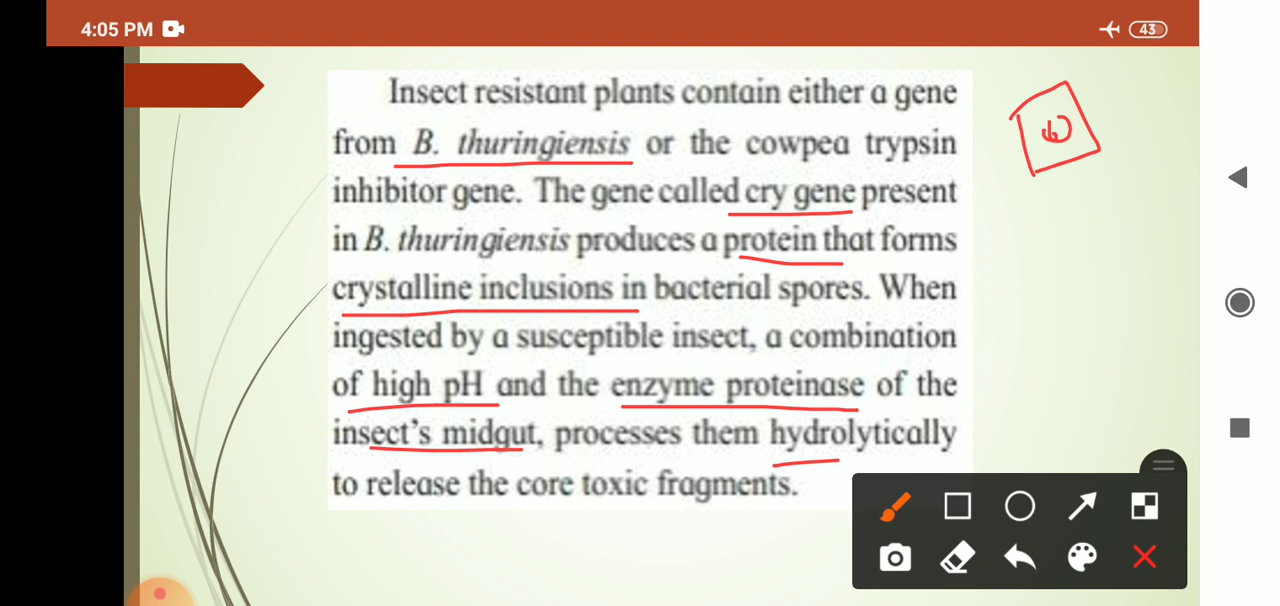 4:05 PM
43
Insect resistant plants contain either a gene
from B. thuringiensis or the cowpea trypsin
inhibitor gene. The gene called cry gene present
in B. thuringiensis produces a protein that forms
crystalline inclusions in bacterial spores. When
ingested by a susceptible insect, a combination
of high pH and the enzyme proteinase of the
insect's midgut, processes them hydrolytically
to release the core toxic fragments.